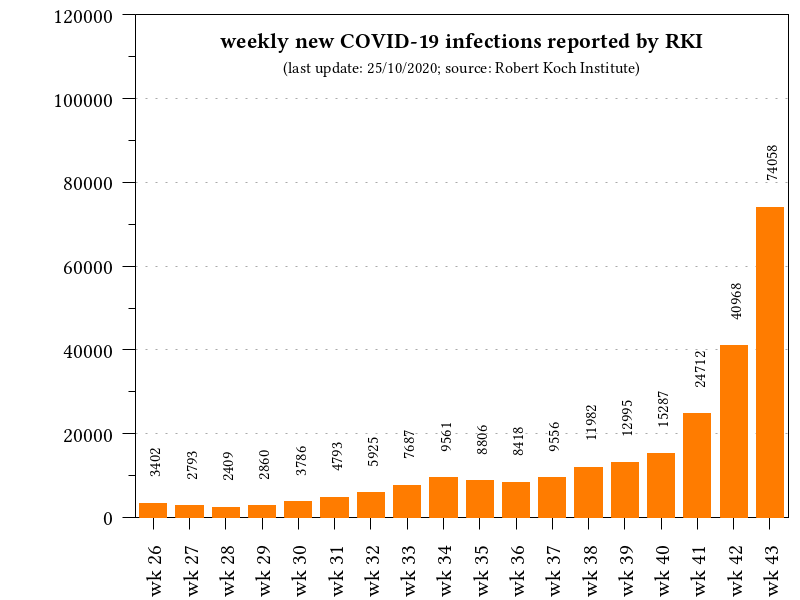 weekly new COVID-19 infections reported by RKI
(last update: 25/10/2020; source: Robert Koch Institute)
120000
100000
80000
60000
40000
20000
0
3402
2793
2409
2860
3786
4793
5925
7687
9561
8806
8418
9556
11982
12995
15287
24712
40968
74058
wk 26
wk 27
wk 28
wk 29
wk 30
wk 31
wk 32
wk 33
wk 34
wk 35
wk 36
wk 37
wk 38
wk 39
wk 40
wk 41
wk 42
wk 43